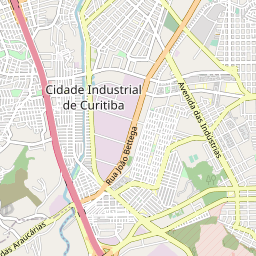 Cidade Industrial
de Curitiba
Avenida das Indústrias
Rua João Bettega
das Araucárias